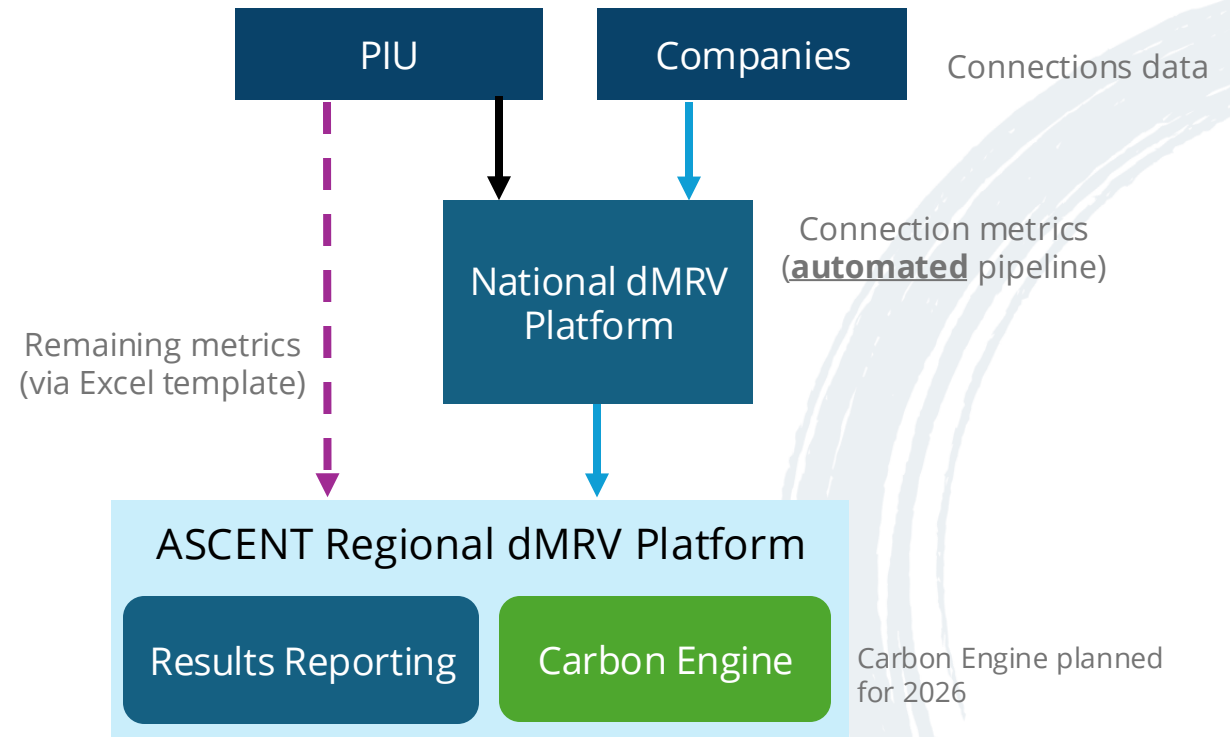 PIU
Companies
Connections data
National dMRV
Platform
Connection metrics
(automated pipeline)
Remaining metrics
(via Excel template)
ASCENT Regional dMRV Platform
Results Reporting
Carbon Engine
Carbon Engine planned
for 2026